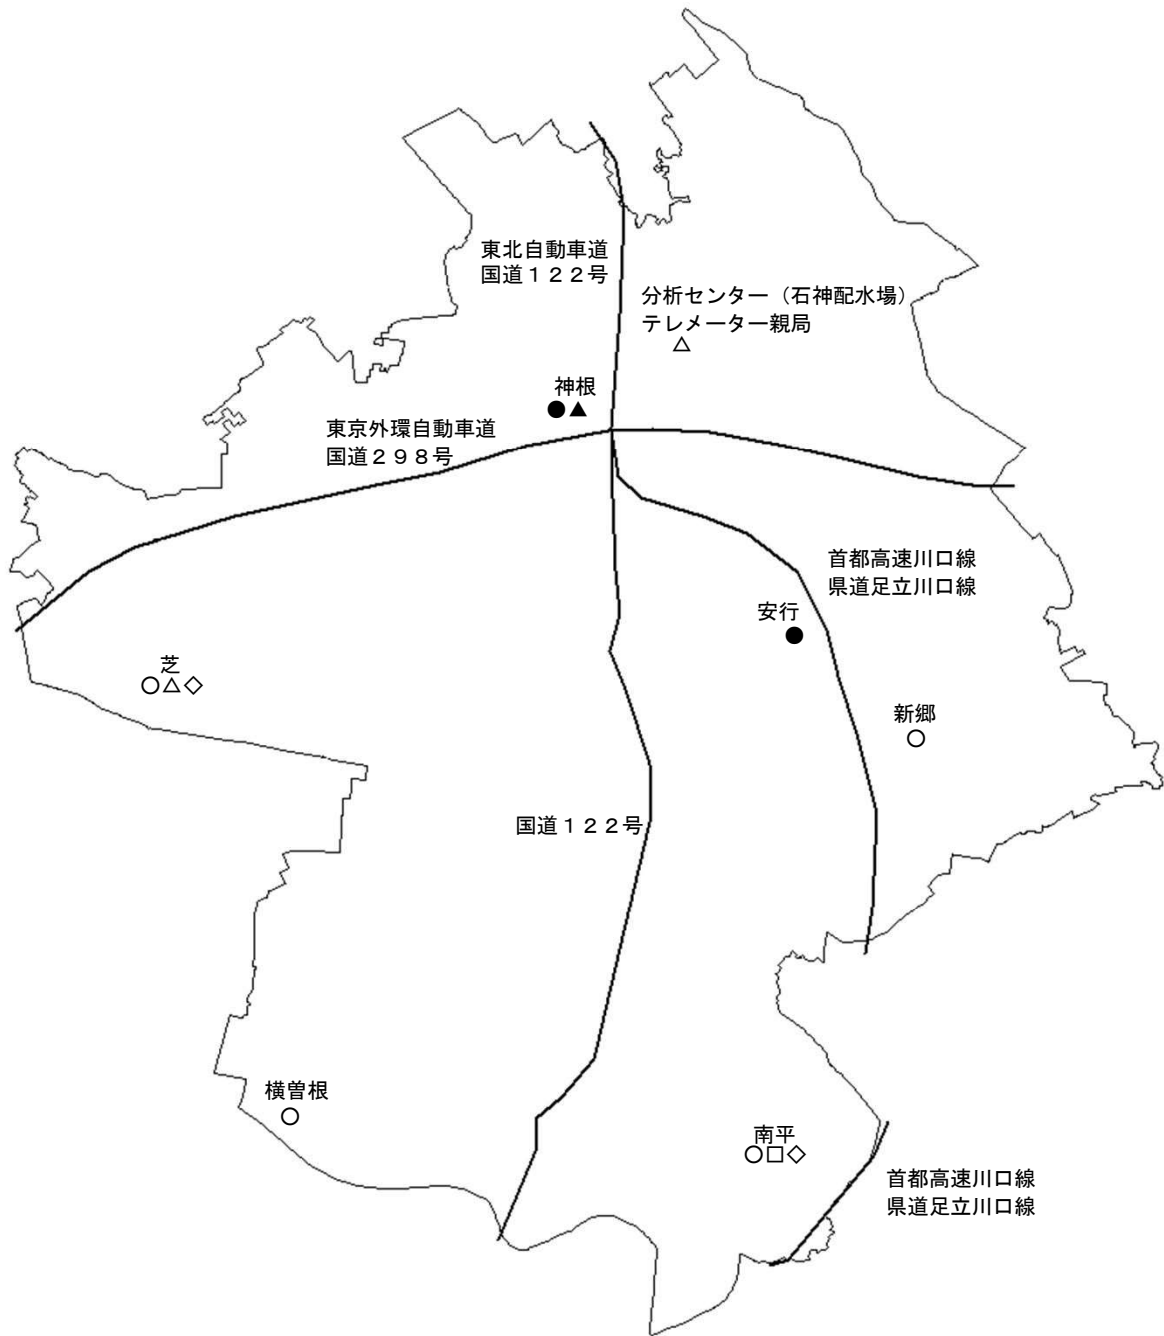 東北自動車道
国道１２２号
分析センター（石神配水場）
テレメーター親局
△
神根
●▲
東京外環自動車道
国道２９８号
首都高速川口線
県道足立川口線
安行
●
芝
○△◇
新郷
○
国道１２２号
横曽根
○
南平
○□◇
首都高速川口線
県道足立川口線